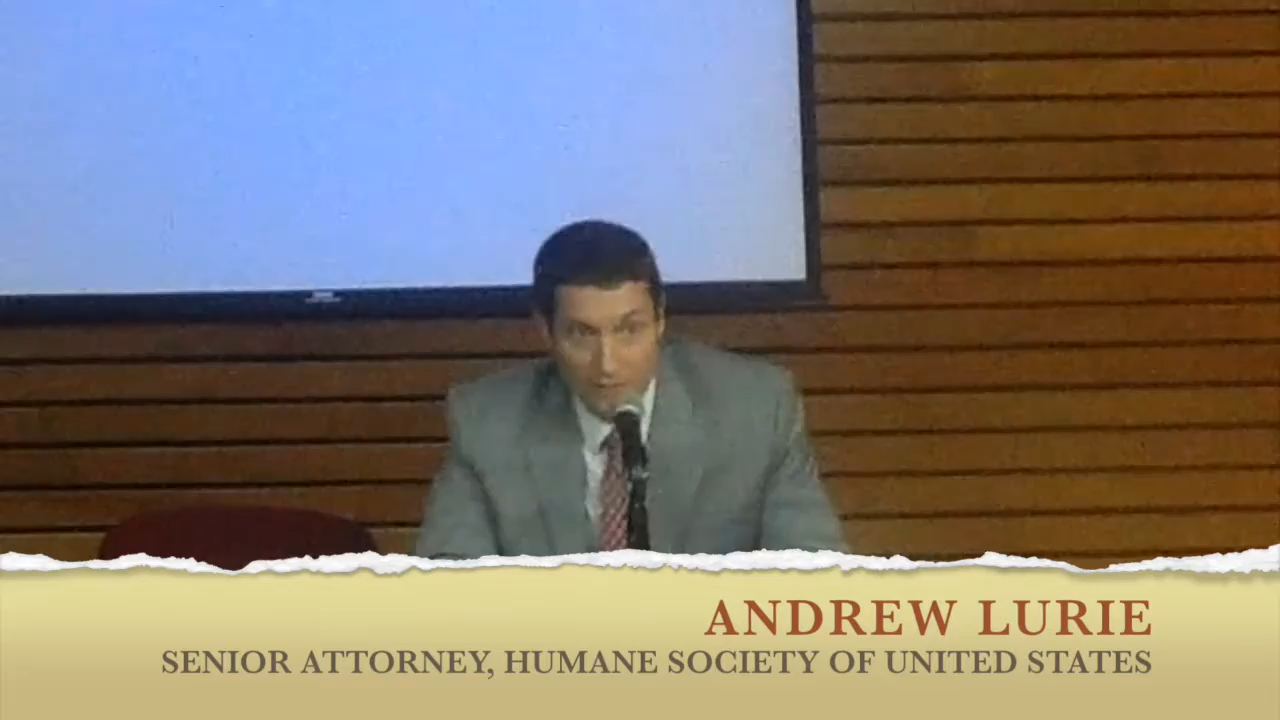 ANDREW LURIE
SENIOR ATTORNEY, HUMANE SOCIETY OF UNITED STATES